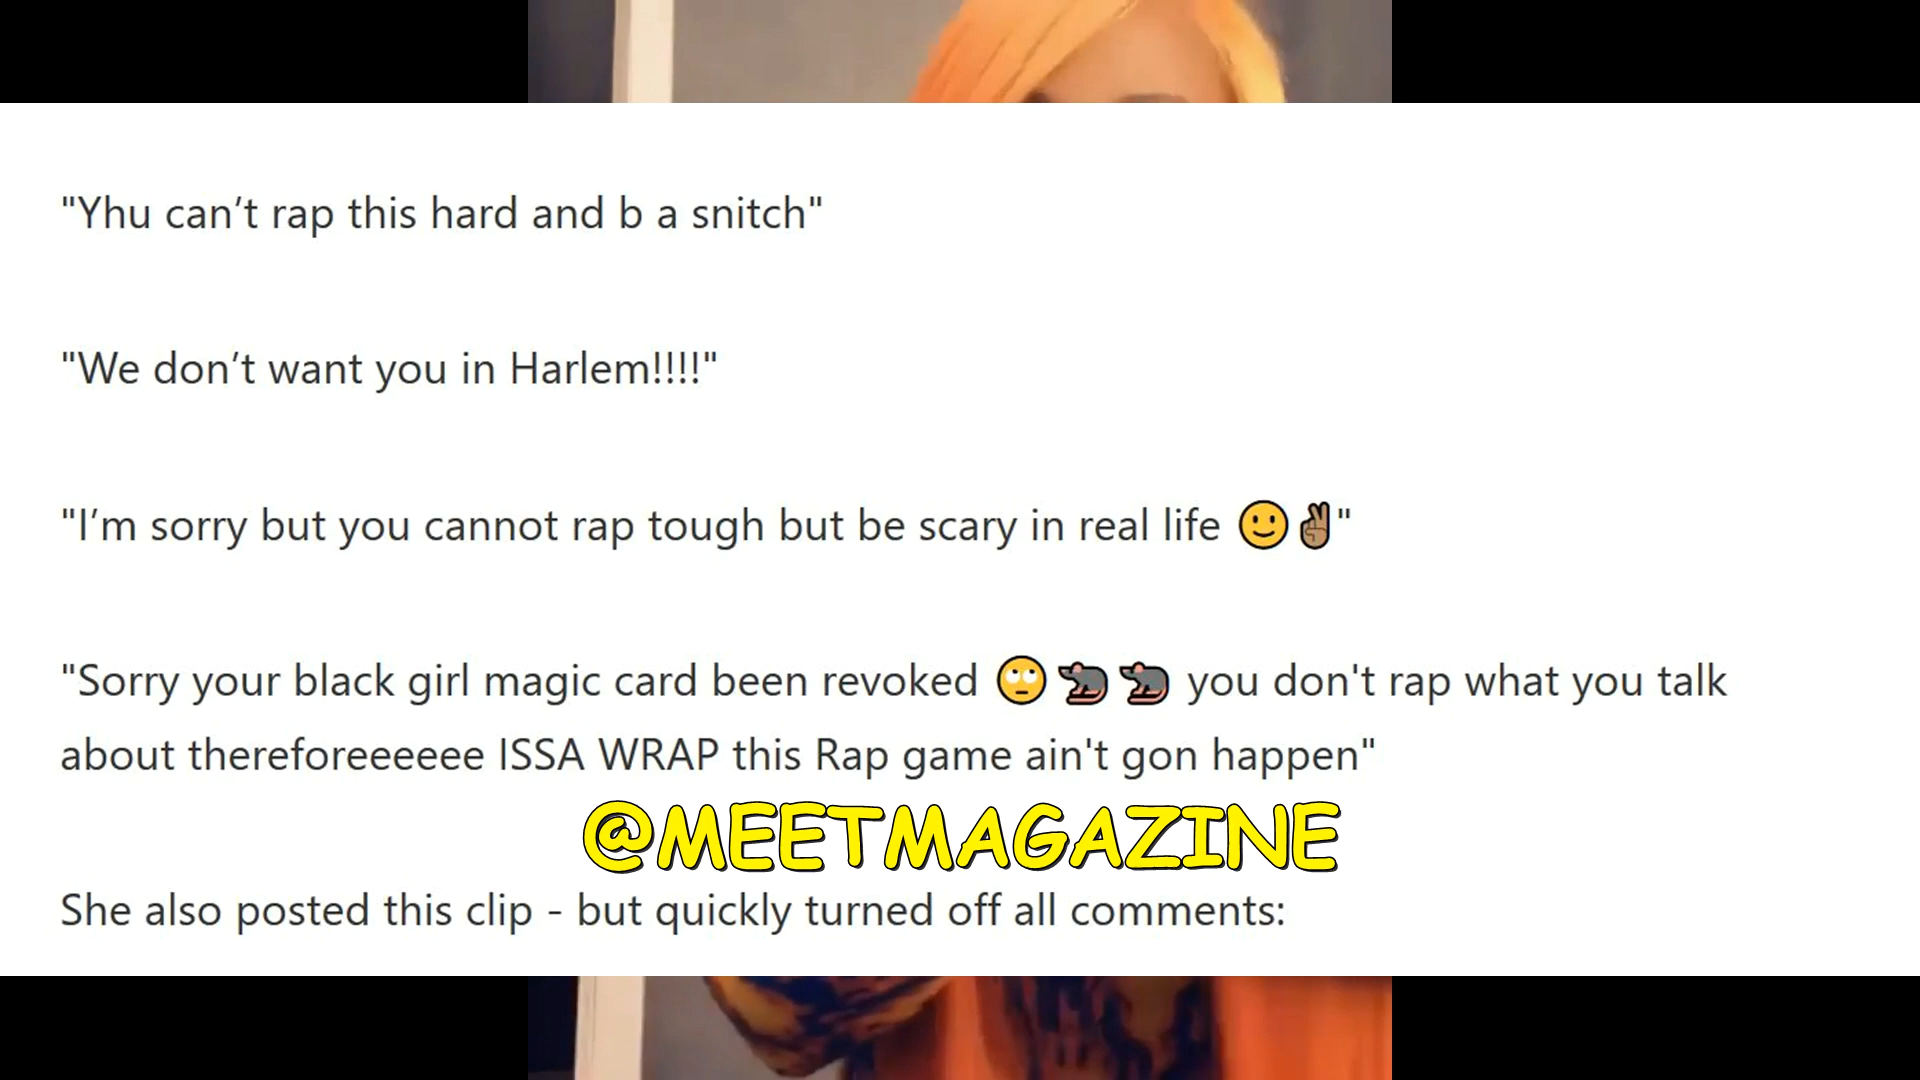 "Yhu can’t rap this hard and b a snitch"
"We don’t want you in Harlem!!!!"
"I’m sorry but you cannot rap tough but be scary in real life 🙂✌🏽"
"Sorry your black girl magic card been revoked 🙄🐀🐀 you don't rap what you talk
about thereforeeeeee ISSA WRAP this Rap game ain't gon happen"
@MEETMAGAZINE
She also posted this clip - but quickly turned off all comments: